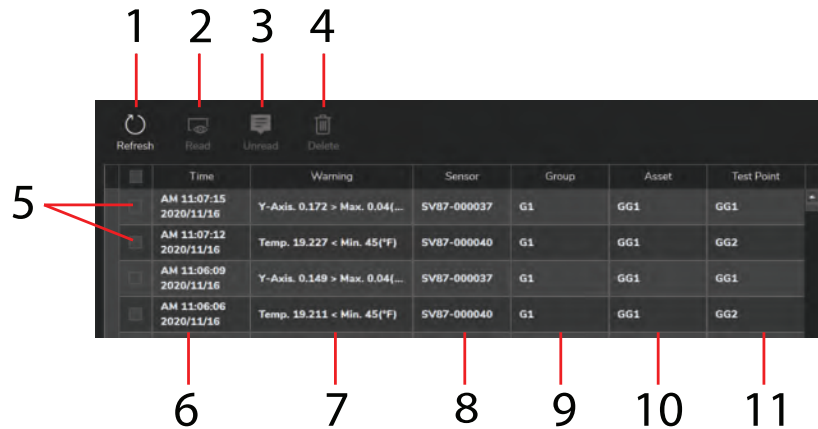 1 2 3 4
Refresh Read Unread Delete
Time Warning Sensor Group Asset Test Point
5
AM 11:07:15
2020/11/16
Y-Axis. 0.172 > Max. 0.04(... SV87-000037 G1 GG1 GG1
AM 11:07:12
2020/11/16
Temp. 19.227 < Min. 45(°F) SV87-000040 G1 GG1 GG2
AM 11:06:09
2020/11/16
Y-Axis. 0.149 > Max. 0.04(... SV87-000037 G1 GG1 GG1
AM 11:06:06
2020/11/16
Temp. 19.211 < Min. 45(°F) SV87-000040 G1 GG1 GG2
6 7 8 9 10 11